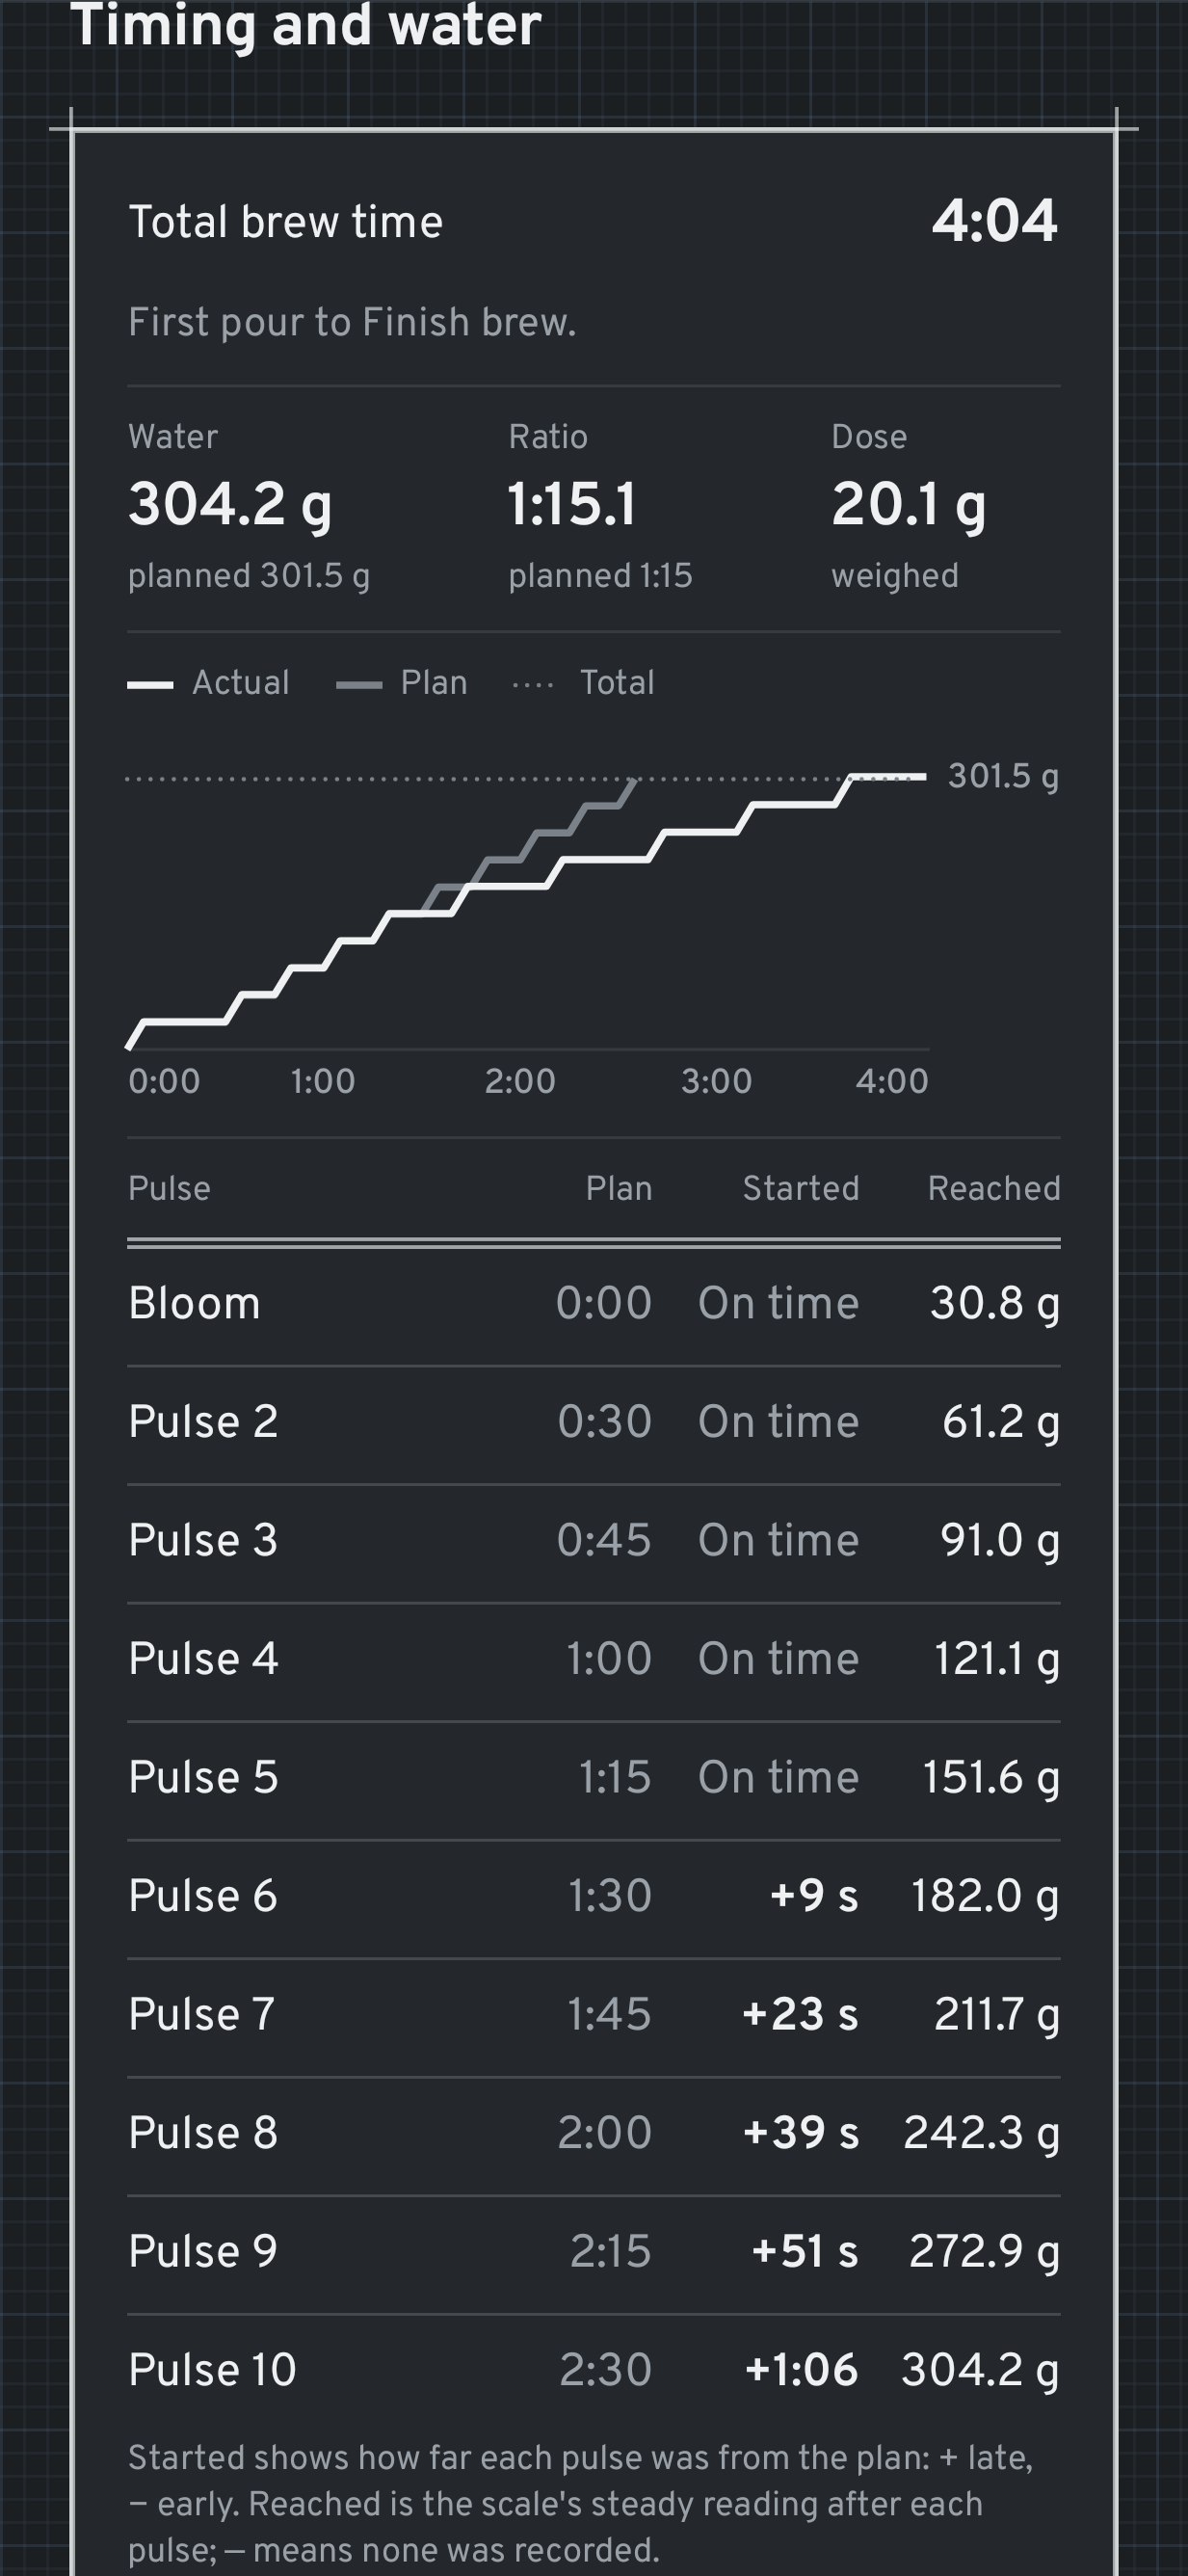 Timing and water
Total brew time 4:04
First pour to Finish brew.
Water Ratio Dose
304.2 g 1:15.1 20.1 g
planned 301.5 g planned 1:15 weighed
Actual Plan Total
301.5 g
0:00 1:00 2:00 3:00 4:00
Pulse Plan Started Reached
Bloom 0:00 On time 30.8 g
Pulse 2 0:30 On time 61.2 g
Pulse 3 0:45 On time 91.0 g
Pulse 4 1:00 On time 121.1 g
Pulse 5 1:15 On time 151.6 g
Pulse 6 1:30 +9 s 182.0 g
Pulse 7 1:45 +23 s 211.7 g
Pulse 8 2:00 +39 s 242.3 g
Pulse 9 2:15 +51 s 272.9 g
Pulse 10 2:30 +1:06 304.2 g
Started shows how far each pulse was from the plan: + late,
− early. Reached is the scale's steady reading after each
pulse; — means none was recorded.